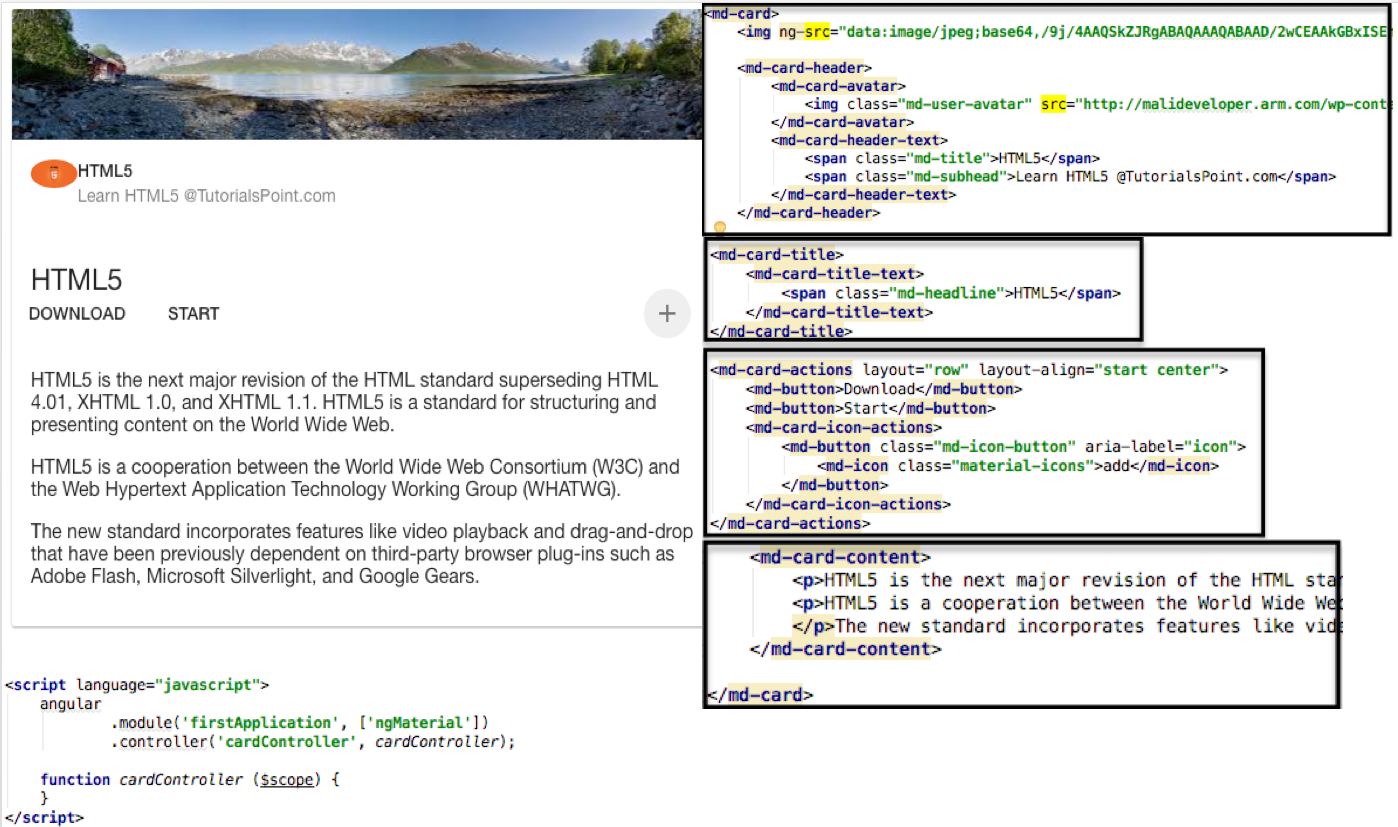 HTML5
Learn HTML5 @TutorialsPoint.com
HTML5
DOWNLOAD START
HTML5 is the next major revision of the HTML standard superseding HTML
4.01, XHTML 1.0, and XHTML 1.1. HTML5 is a standard for structuring and
presenting content on the World Wide Web.
HTML5 is a cooperation between the World Wide Web Consortium (W3C) and
the Web Hypertext Application Technology Working Group (WHATWG).
The new standard incorporates features like video playback and drag-and-drop
that have been previously dependent on third-party browser plug-ins such as
Adobe Flash, Microsoft Silverlight, and Google Gears.
<script language="javascript">
angular
.module('firstApplication', ['ngMaterial'])
.controller('cardController', cardController);
function cardController ($scope) {
}
</script>
<md-card>
<img ng-src="data:image/jpeg;base64,/9j/4AAQSkZJRgABAQAAAQABAAD/2wCEAAkGBxISE
<md-card-header>
<md-card-avatar>
<img class="md-user-avatar" src="http://malideveloper.arm.com/wp-conte
</md-card-avatar>
<md-card-header-text>
<span class="md-title">HTML5</span>
<span class="md-subhead">Learn HTML5 @TutorialsPoint.com</span>
</md-card-header-text>
</md-card-header>
<md-card-title>
<md-card-title-text>
<span class="md-headline">HTML5</span>
</md-card-title-text>
</md-card-title>
<md-card-actions layout="row" layout-align="start center">
<md-button>Download</md-button>
<md-button>Start</md-button>
<md-card-icon-actions>
<md-button class="md-icon-button" aria-label="icon">
<md-icon class="material-icons">add</md-icon>
</md-button>
</md-card-icon-actions>
</md-card-actions>
<md-card-content>
<p>HTML5 is the next major revision of the HTML sta
<p>HTML5 is a cooperation between the World Wide We
</p>The new standard incorporates features like vid
</md-card-content>
</md-card>